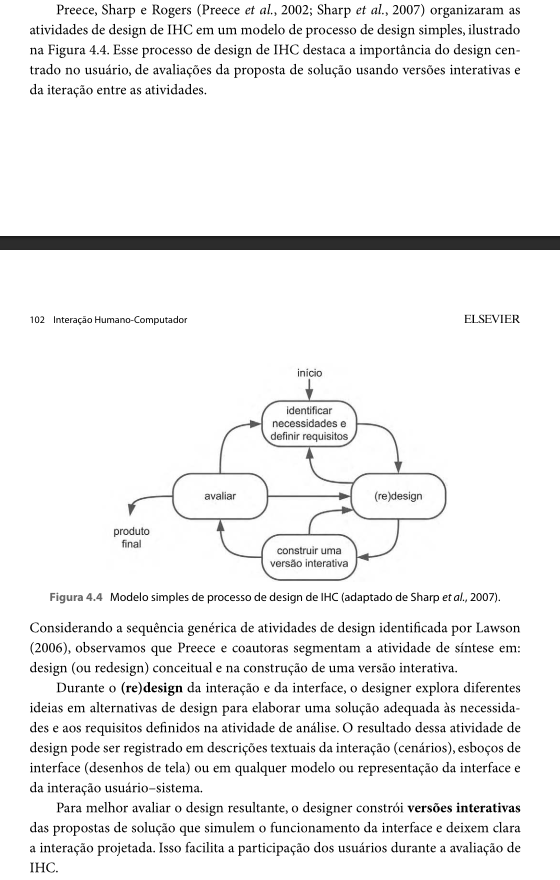 Preece, Sharp e Rogers (Preece et al., 2002; Sharp et al., 2007) organizaram as
atividades de design de IHC em um modelo de processo de design simples, ilustrado
na Figura 4.4. Esse processo de design de IHC destaca a importância do design cen-
trado no usuário, de avaliações da proposta de solução usando versões interativas e
da iteração entre as atividades.
102 Interação Humano-Computador
ELSEVIER
início
identificar
necessidades e
definir requisitos
avaliar
(re)design
produto
final
construir uma
versão interativa
Figura 4.4 Modelo simples de processo de design de IHC (adaptado de Sharp et al., 2007).
Considerando a sequência genérica de atividades de design identificada por Lawson
(2006), observamos que Preece e coautoras segmentam a atividade de síntese em:
design (ou redesign) conceitual e na construção de uma versão interativa.
Durante o (re)design da interação e da interface, o designer explora diferentes
ideias em alternativas de design para elaborar uma solução adequada às necessida-
des e aos requisitos definidos na atividade de análise. O resultado dessa atividade de
design pode ser registrado em descrições textuais da interação (cenários), esboços de
interface (desenhos de tela) ou em qualquer modelo ou representação da interface e
da interação usuário–sistema.
Para melhor avaliar o design resultante, o designer constrói versões interativas
das propostas de solução que simulem o funcionamento da interface e deixem clara
a interação projetada. Isso facilita a participação dos usuários durante a avaliação de
IHC.